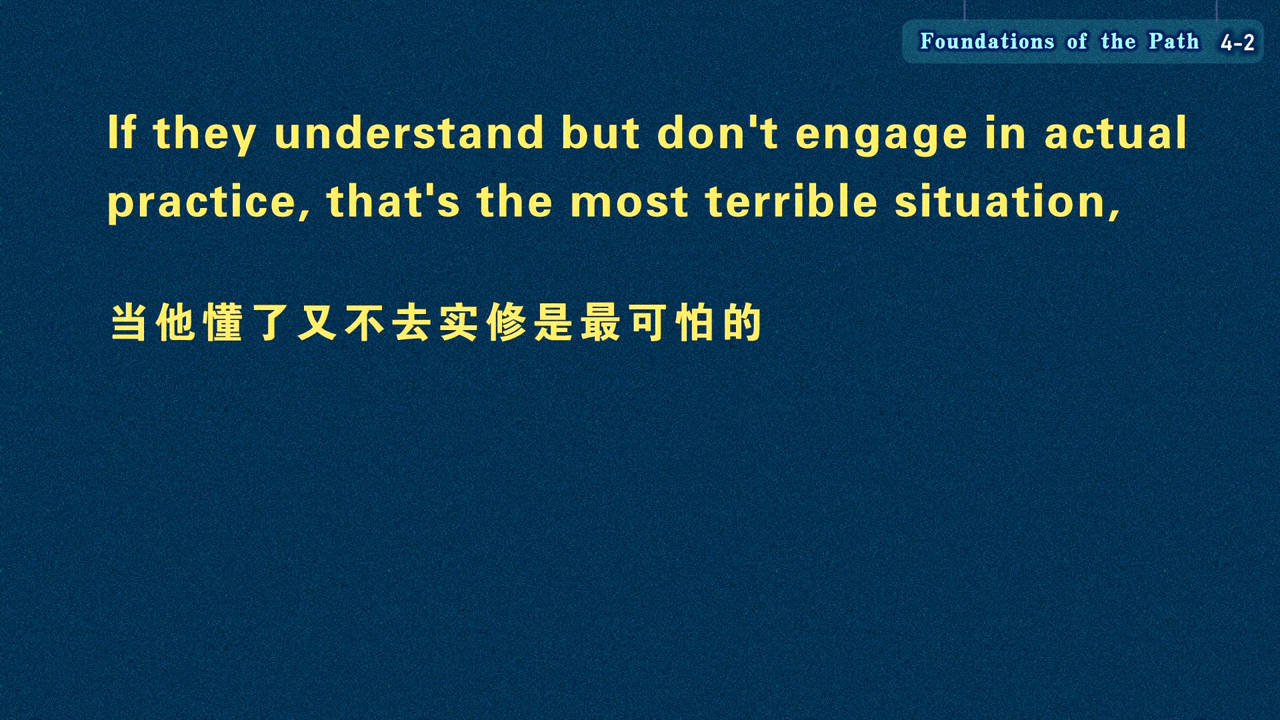 Foundations of the Path 4-2
If they understand but don't engage in actual
practice, that's the most terrible situation,
当他懂了又不去实修是最可怕的